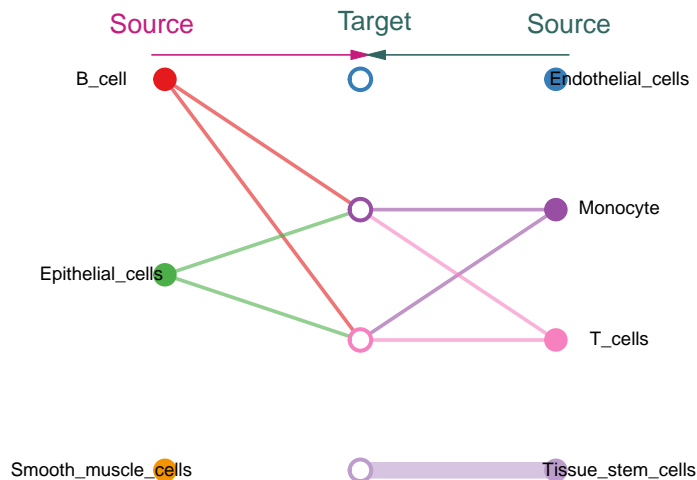 Source Target Source
B_cell Endothelial_cells
Monocyte
Epithelial_cells
T_cells
Smooth_muscle_cells Tissue_stem_cells